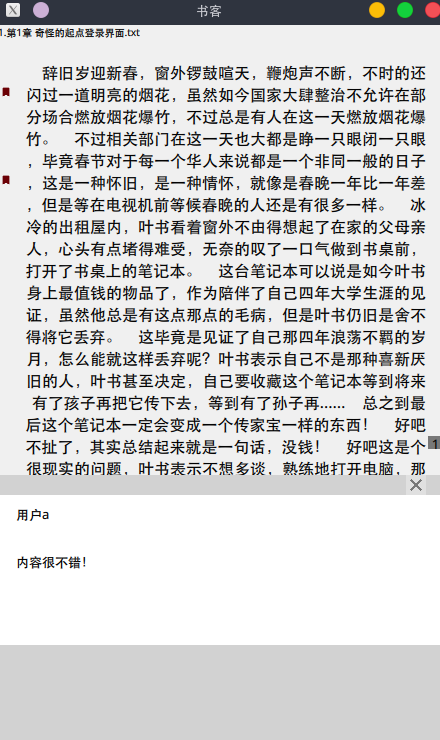 书客
1.第1章 奇怪的起点登录界面.txt
辞旧岁迎新春，窗外锣鼓喧天，鞭炮声不断，不时的还
闪过一道明亮的烟花，虽然如今国家大肆整治不允许在部
分场合燃放烟花爆竹，不过总是有人在这一天燃放烟花爆
竹。 不过相关部门在这一天也大都是睁一只眼闭一只眼
，毕竟春节对于每一个华人来说都是一个非同一般的日子
，这是一种怀旧，是一种情怀，就像是春晚一年比一年差
，但是等在电视机前等候春晚的人还是有很多一样。 冰
冷的出租屋内，叶书看着窗外不由得想起了在家的父母亲
人，心头有点堵得难受，无奈的叹了一口气做到书桌前，
打开了书桌上的笔记本。 这台笔记本可以说是如今叶书
身上最值钱的物品了，作为陪伴了自己四年大学生涯的见
证，虽然他总是有这点那点的毛病，但是叶书仍旧是舍不
得将它丢弃。 这毕竟是见证了自己那四年浪荡不羁的岁
月，怎么能就这样丢弃呢？叶书表示自己不是那种喜新厌
旧的人，叶书甚至决定，自己要收藏这个笔记本等到将来
有了孩子再把它传下去，等到有了孙子再…… 总之到最
后这个笔记本一定会变成一个传家宝一样的东西！ 好吧
不扯了，其实总结起来就是一句话，没钱！ 好吧这是个
1
很现实的问题，叶书表示不想多谈，熟练地打开电脑，那
用户a
内容很不错！